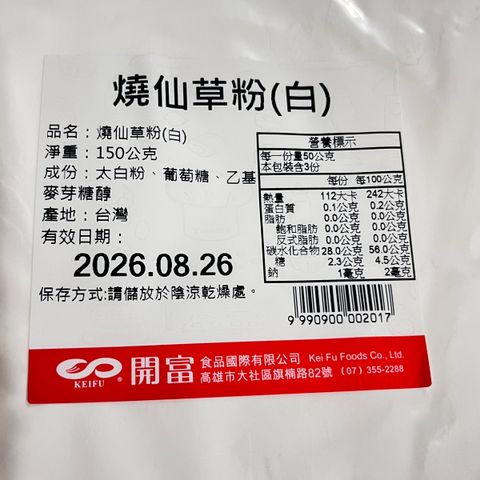 燒仙草粉(白)
品名：燒仙草粉(白)
淨重：150公克
成份：太白粉、葡萄糖、乙基
麥芽糖醇
產地：台灣
有效日期：
2026.08.26
保存方式:請儲放於陰涼乾燥處。
營養標示
每一份量50公克
本包裝含3份
每份 每100公克
熱量 112大卡 242大卡
蛋白質 0.1公克 0.2公克
脂肪 0.0公克 0.0公克
飽和脂肪 0.0公克 0.0公克
反式脂肪 0.0公克 0.0公克
碳水化合物 28.0公克 56.0公克
糖 2.3公克 4.5公克
鈉 1毫克 2毫克
9 990900 002017
KEIFU ®
開富 食品國際有限公司 Kei Fu Foods Co., Ltd.
高雄市大社區旗楠路82號 (07) 355-2288